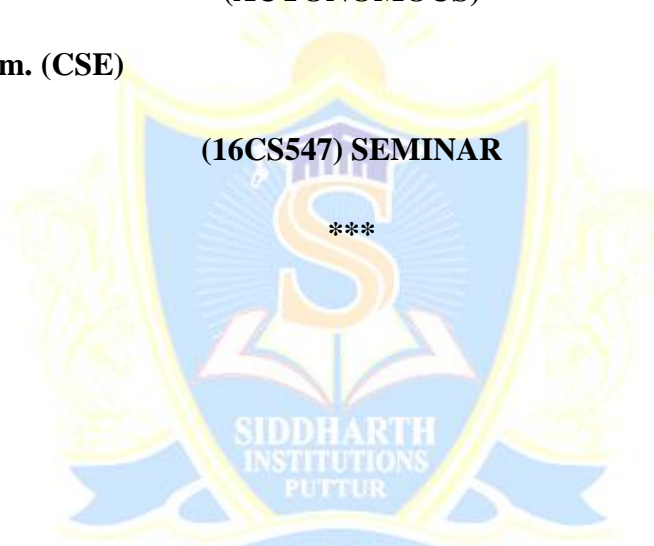 (AUTONOMOUS)
m. (CSE)
(16CS547) SEMINAR
***
S
SIDDHARTH
INSTITUTIONS
PUTTUR